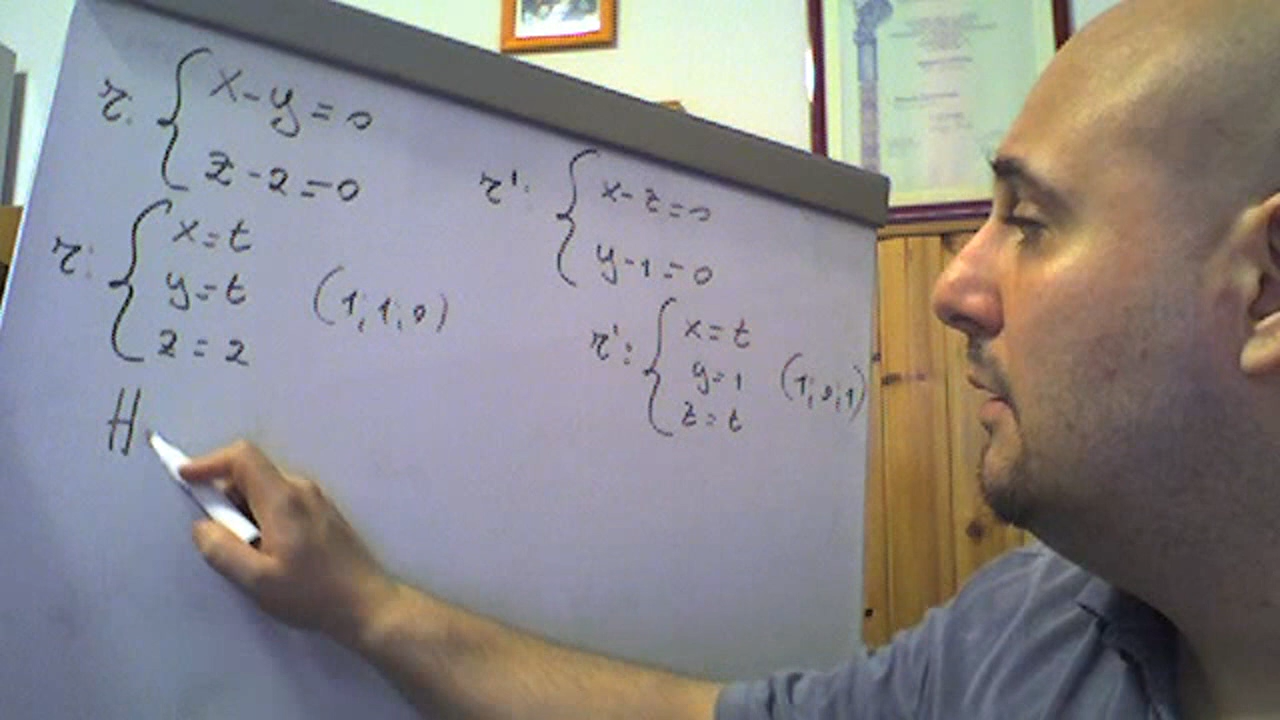 r: { x-y=0
z-2=0
r: { x=t
y=t (1;1;0)
z=2
H
r': { x-z=0
y-1=0
r': { x=t
y=1 (1;0;1)
z=t